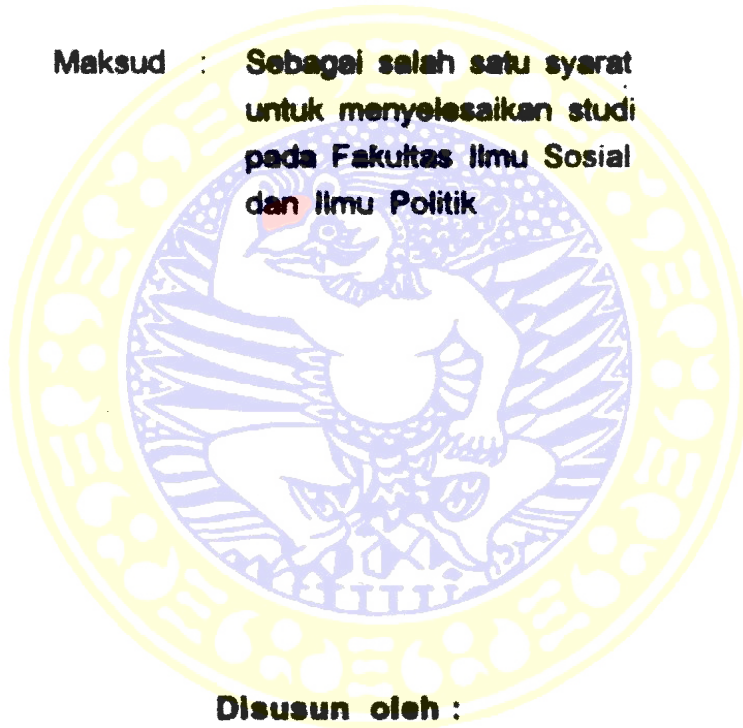 Maksud : Sebagai salah satu syarat
untuk menyelesaikan studi
pada Fakultas Ilmu Sosial
dan Ilmu Politik
Disusun oleh :